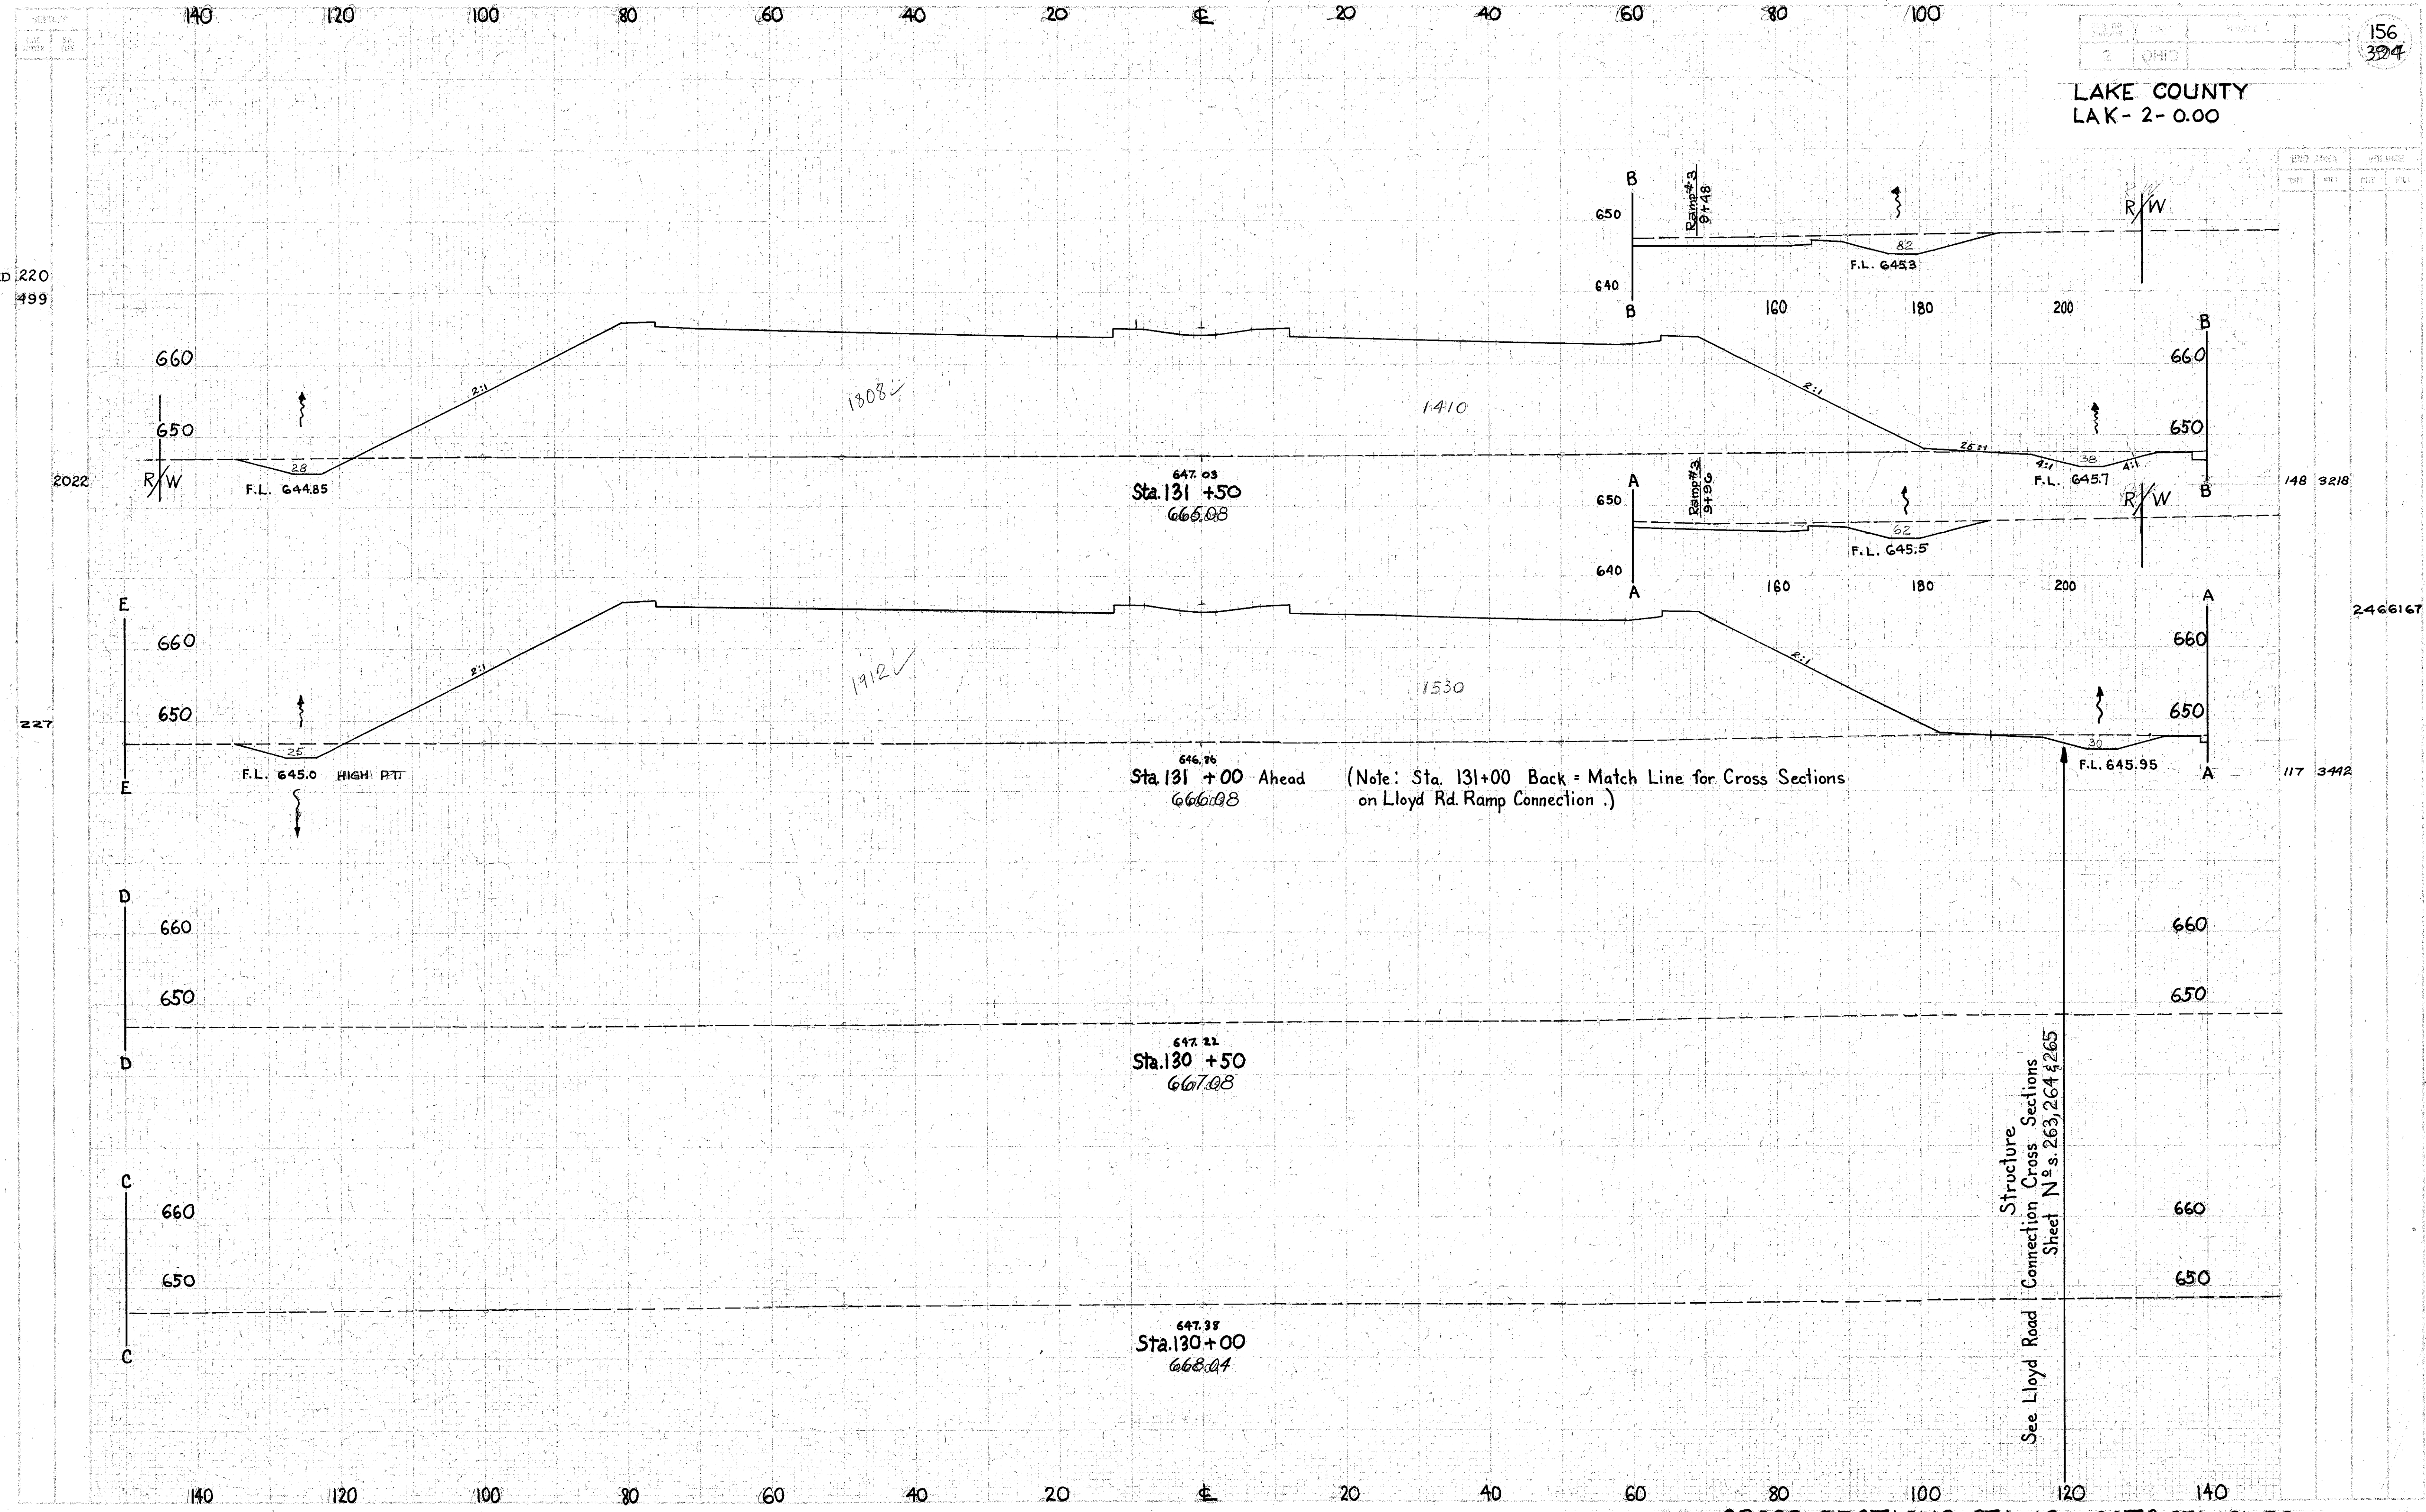 140 120 100 80 60 40 20 ℄ 20 40 60 80 100
156
394
2 OHIO
LAKE COUNTY
LAK- 2- 0.00
B
Ramp #3
9+48
650
R/W
82
F.L. 645.3
640
B
160 180 200
220
499
B
660
660
2:1
1808✓
1410
2:1
650
650
25:1
28
38
4:1
4:1
R/W
F.L. 644.85
F.L. 645.7
B
2022
148 3218
647.03
Sta. 131 +50
665.08
A
Ramp #3
9+96
650
R/W
62
F.L. 645.5
640
A
160 180 200
E
A
2466167
660
660
2:1
1912✓
1530
2:1
650
650
227
25
30
F.L. 645.0 HIGH PT.
F.L. 645.95
E
A
117 3442
646.86
Sta. 131 +00 Ahead
666.08
(Note: Sta. 131+00 Back = Match Line for Cross Sections
on Lloyd Rd. Ramp Connection.)
D
660
660
650
650
D
647.22
Sta. 130 +50
667.08
Structure
See Lloyd Road Connection Cross Sections
Sheet Nos. 263, 264 & 265
C
660
660
650
650
C
647.38
Sta. 130+00
668.04
140 120 100 80 60 40 20 ℄ 20 40 60 80 100 120 140